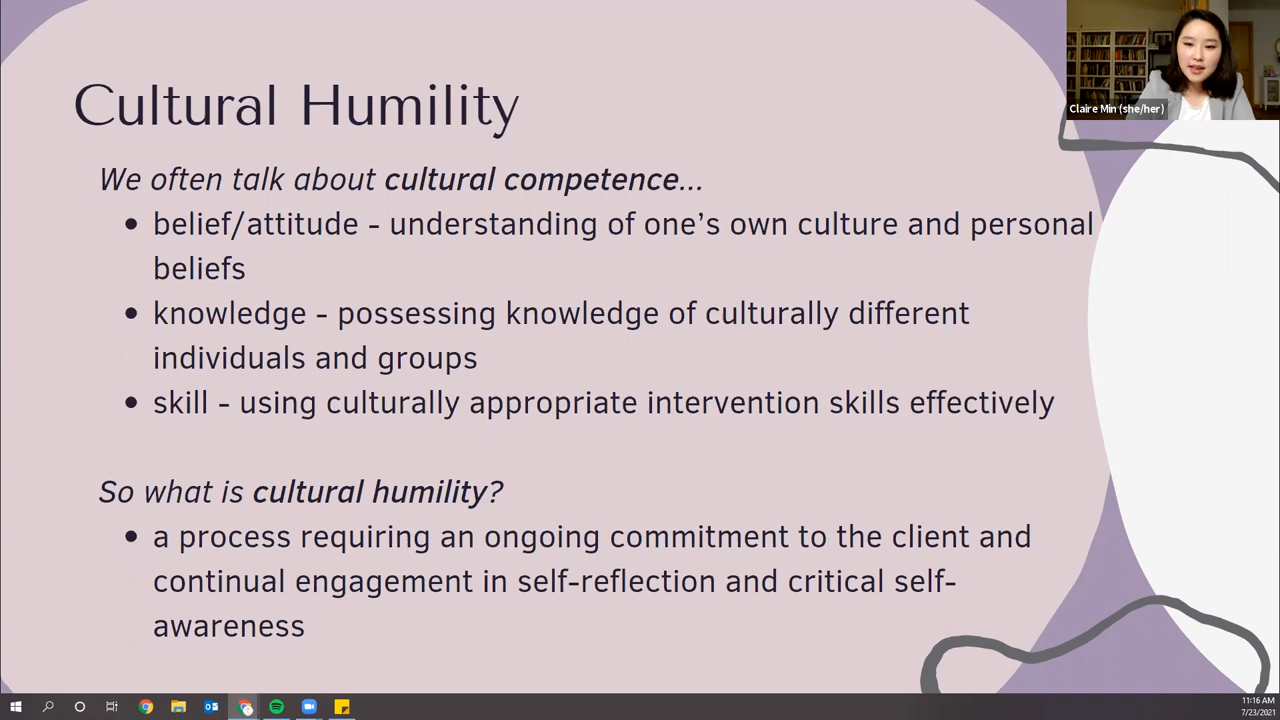 Cultural Humility
Claire Min (she/her)
We often talk about cultural competence...
• belief/attitude - understanding of one’s own culture and personal
beliefs
• knowledge - possessing knowledge of culturally different
individuals and groups
• skill - using culturally appropriate intervention skills effectively
So what is cultural humility?
• a process requiring an ongoing commitment to the client and
continual engagement in self-reflection and critical self-
awareness
11:16 AM
7/23/2021